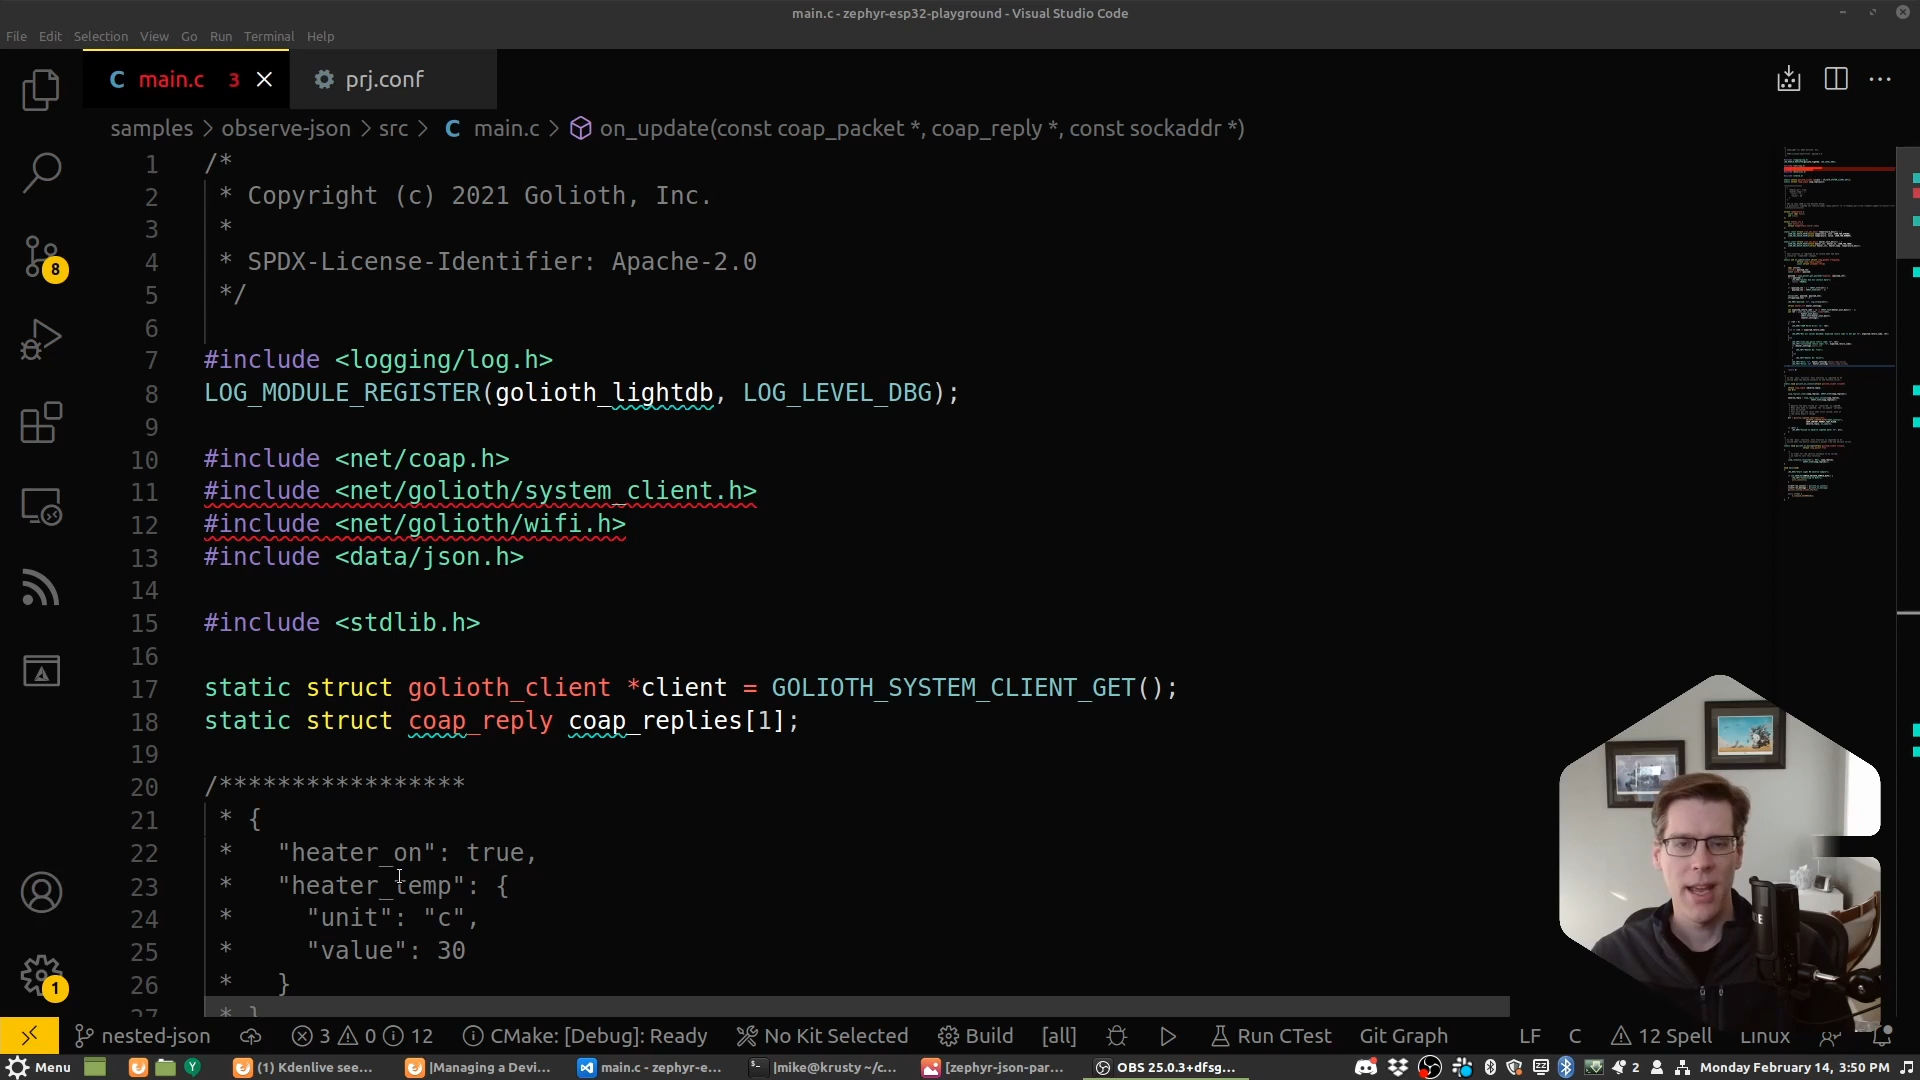 main.c - zephyr-esp32-playground - Visual Studio Code
File Edit Selection View Go Run Terminal Help
C main.c 3 prj.conf
samples > observe-json > src > C main.c > on_update(const coap_packet *, coap_reply *, const sockaddr *)
1 /*
2 * Copyright (c) 2021 Golioth, Inc.
3 *
4 * SPDX-License-Identifier: Apache-2.0
5 */
6
7 #include <logging/log.h>
8 LOG_MODULE_REGISTER(golioth_lightdb, LOG_LEVEL_DBG);
9
10 #include <net/coap.h>
11 #include <net/golioth/system_client.h>
12 #include <net/golioth/wifi.h>
13 #include <data/json.h>
14
15 #include <stdlib.h>
16
17 static struct golioth_client *client = GOLIOTH_SYSTEM_CLIENT_GET();
18 static struct coap_reply coap_replies[1];
19
20 /*****************
21 * {
22 * "heater_on": true,
23 * "heater_temp": {
24 * "unit": "c",
25 * "value": 30
26 * }
27 * }
8
1
nested-json 3 0 12 CMake: [Debug]: Ready No Kit Selected Build [all] Run CTest Git Graph LF C 12 Spell Linux
Menu (1) Kdenlive see... |Managing a Devi... main.c - zephyr-e... |mike@krusty ~/c... [zephyr-json-par... OBS 25.0.3+dfsg... 2 Monday February 14, 3:50 PM